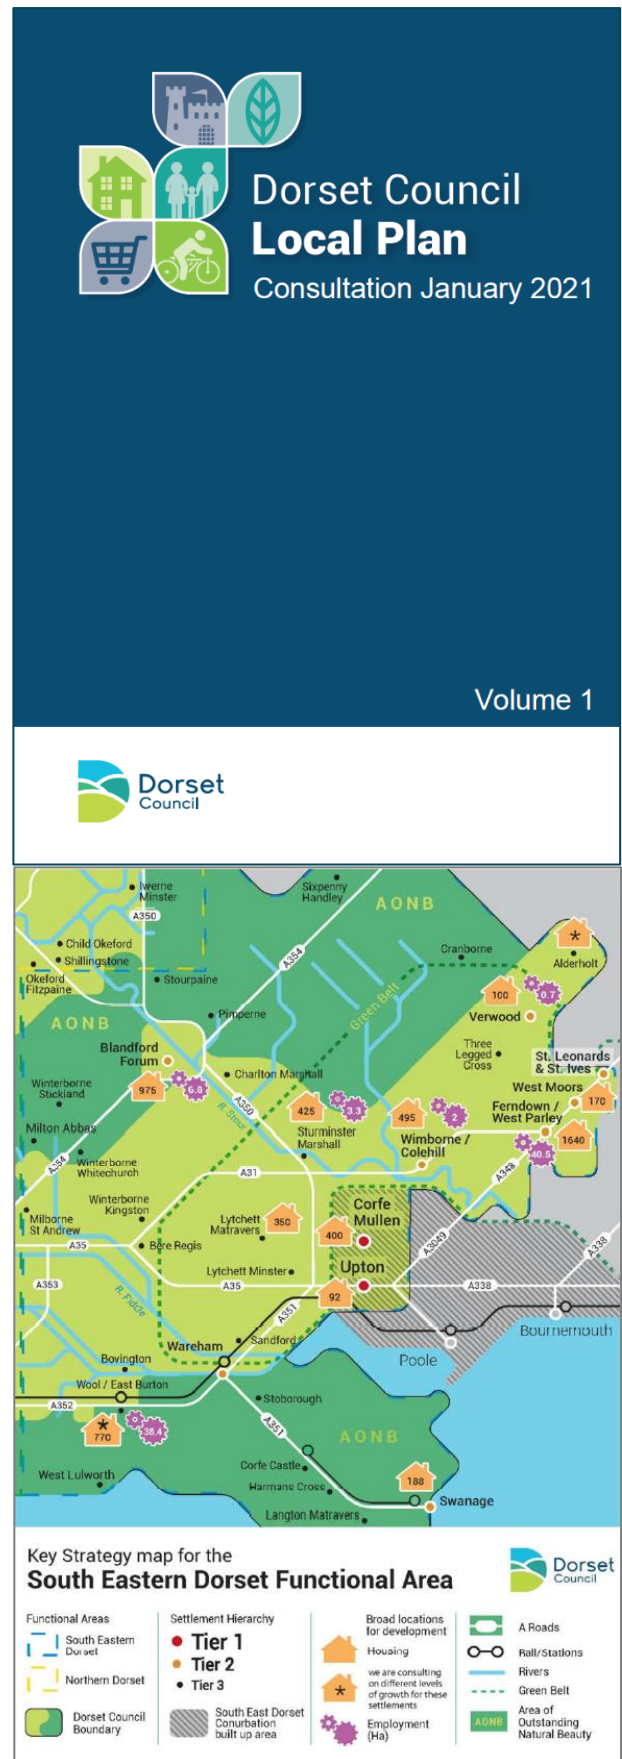 Dorset Council
Local Plan
Consultation January 2021
Volume 1
Dorset
Council
Iwerne
Minster
Sixpenny
Handley
AONB
A350
Child Okeford
Shillingstone
A354
Cranborne
*
Alderholt
Okeford
Fitzpaine
Stourpaine
Green Belt
100
0.7
Pimperne
Verwood
AONB
Blandford
Forum
Three
Legged
Cross
St. Leonards
& St. Ives
Charlton Marshall
975
6.8
West Moors
170
Winterborne
Stickland
A350
R. Stour
425
3.3
495
2
Ferndown /
West Parley
1640
Milton Abbas
Sturminster
Marshall
Wimborne /
Colehill
40.5
A354
Winterborne
Whitechurch
A31
A348
Winterborne
Kingston
Corfe
Mullen
Milborne
St Andrew
Lytchett
Matravers
350
400
A3049
A338
A35
Bere Regis
Lytchett Minster
Upton
A353
A35
A338
R. Piddle
92
A351
Bournemouth
Wareham
Sandford
Poole
Bovington
Wool / East Burton
A352
Stoborough
*
770
38.4
A351
AONB
Corfe Castle
West Lulworth
188
Harmans Cross
Swanage
Langton Matravers
Key Strategy map for the
South Eastern Dorset Functional Area
Dorset
Council
Functional Areas
South Eastern
Dorset
Northern Dorset
Dorset Council
Boundary
Settlement Hierarchy
Tier 1
Tier 2
Tier 3
South East Dorset
Conurbation
built up area
Broad locations
for development
Housing
*
we are consulting
on different levels
of growth for these
settlements
Employment
(Ha)
A Roads
Rail/Stations
Rivers
Green Belt
AONB
Area of
Outstanding
Natural Beauty